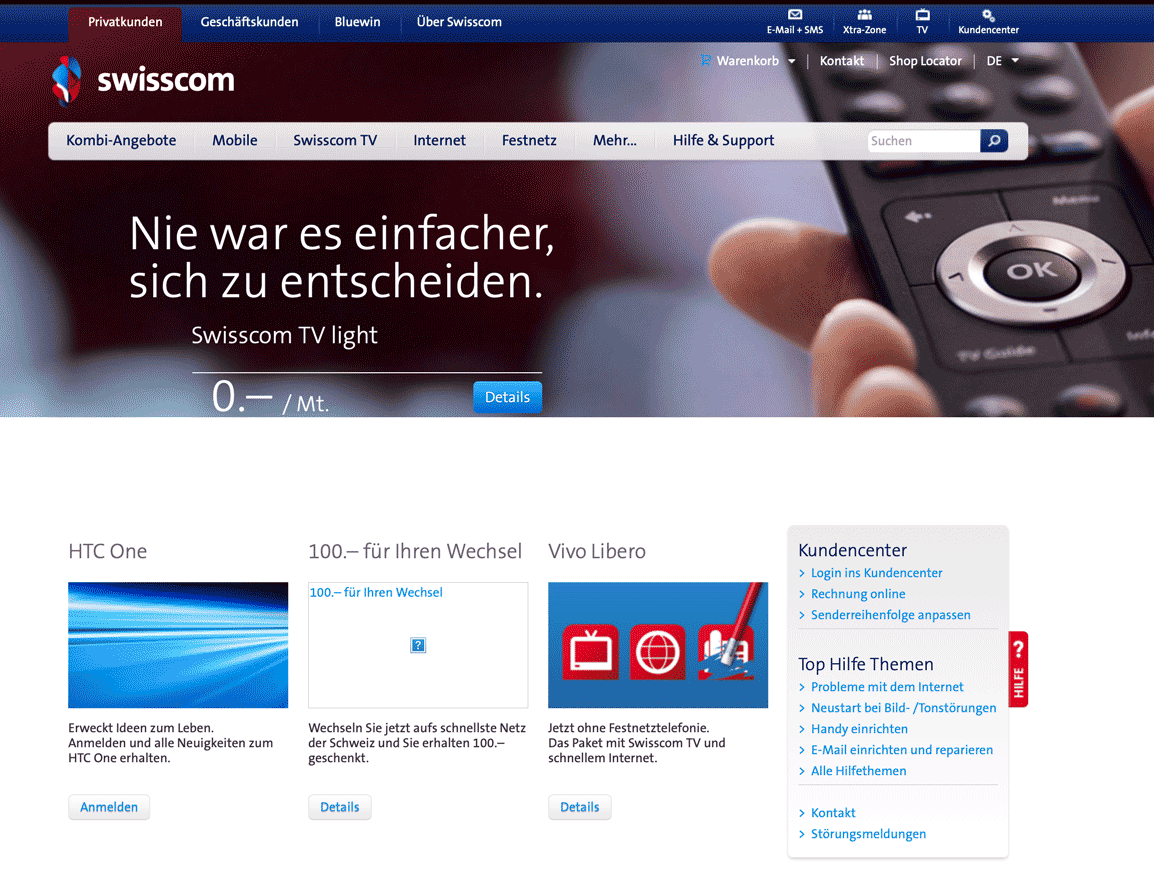 Privatkunden
Geschäftskunden
Bluewin
Über Swisscom
E-Mail + SMS
Xtra-Zone
TV
Kundencenter
Warenkorb
Kontakt
Shop Locator
DE
swisscom
Kombi-Angebote
Mobile
Swisscom TV
Internet
Festnetz
Mehr...
Hilfe & Support
Suchen
Nie war es einfacher,
sich zu entscheiden.
Swisscom TV light
0.– / Mt.
Details
Menu
OK
TV Guide
HTC One
Erweckt Ideen zum Leben.
Anmelden und alle Neuigkeiten zum
HTC One erhalten.
Anmelden
100.– für Ihren Wechsel
100.– für Ihren Wechsel
?
Wechseln Sie jetzt aufs schnellste Netz
der Schweiz und Sie erhalten 100.–
geschenkt.
Details
Vivo Libero
Jetzt ohne Festnetztelefonie.
Das Paket mit Swisscom TV und
schnellem Internet.
Details
Kundencenter
Login ins Kundencenter
Rechnung online
Senderreihenfolge anpassen
Top Hilfe Themen
Probleme mit dem Internet
Neustart bei Bild- /Tonstörungen
Handy einrichten
E-Mail einrichten und reparieren
Alle Hilfethemen
Kontakt
Störungsmeldungen
HILFE ?